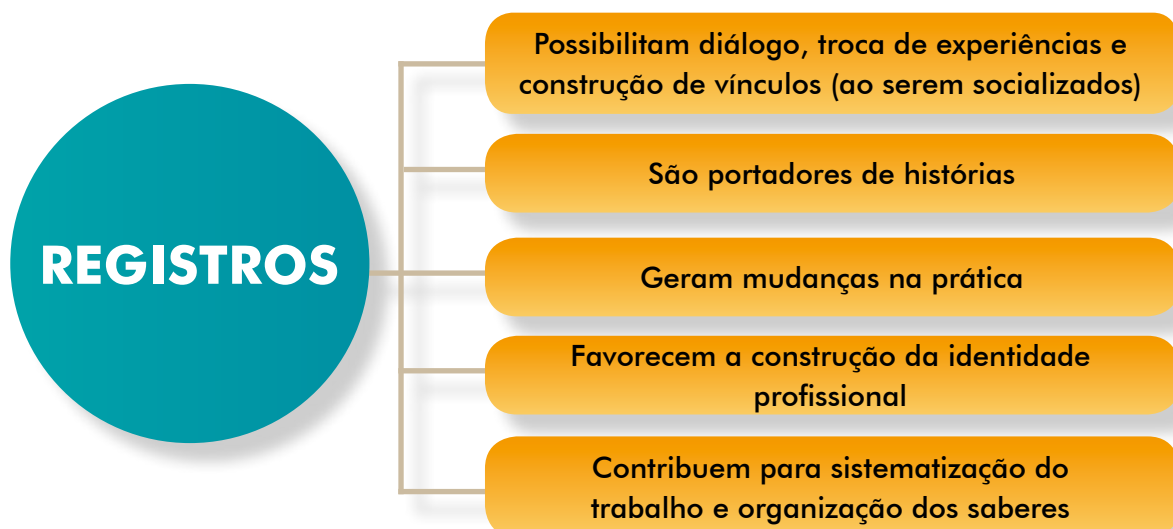 REGISTROS
Possibilitam diálogo, troca de experiências e
construção de vínculos (ao serem socializados)
São portadores de histórias
Geram mudanças na prática
Favorecem a construção da identidade
profissional
Contribuem para sistematização do
trabalho e organização dos saberes